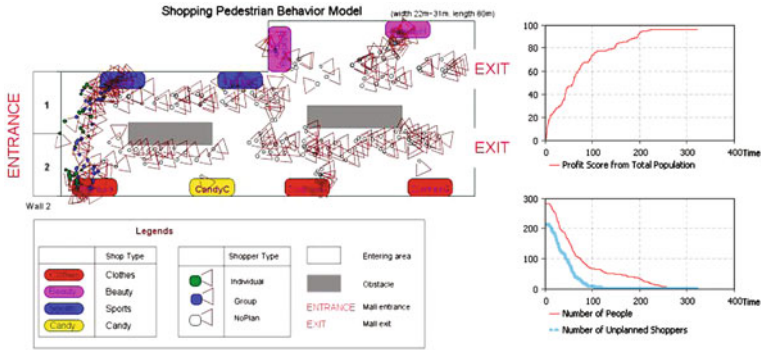 Shopping Pedestrian Behavior Model
(width 22m~31m. length 60m)
ENTRANCE
1
2
EXIT
EXIT
CandyC
Wall 2
Legends
Shop Type
Clothes
Beauty
Sports
Candy
Candy
Shopper Type
Individual
Group
NoPlan
Entering area
Obstacle
ENTRANCE Mall entrance
EXIT Mall exit
100
80
60
40
20
0
0 100 200 300 400 Time
Profit Score from Total Population
300
200
100
0
0 100 200 300 400 Time
Number of People
Number of Unplanned Shoppers